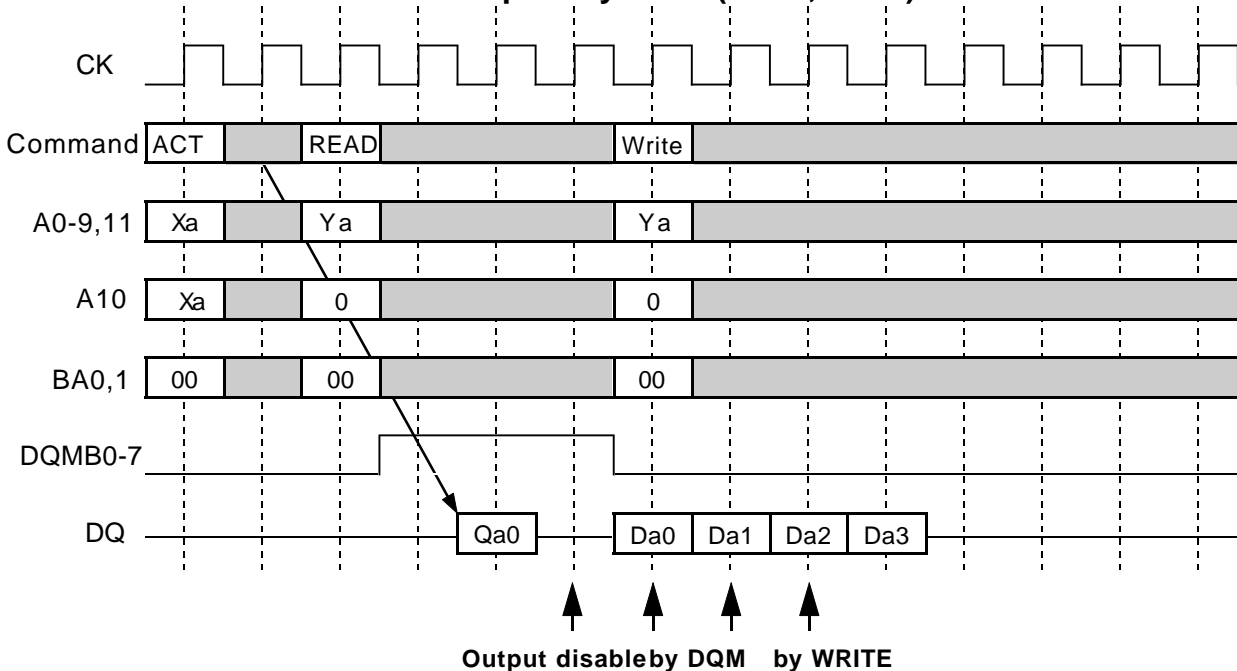 CK
Command ACT READ Write
A0-9,11 Xa Ya Ya
A10 Xa 0 0
BA0,1 00 00 00
DQMB0-7
DQ Qa0 Da0 Da1 Da2 Da3
Output disable by DQM by WRITE